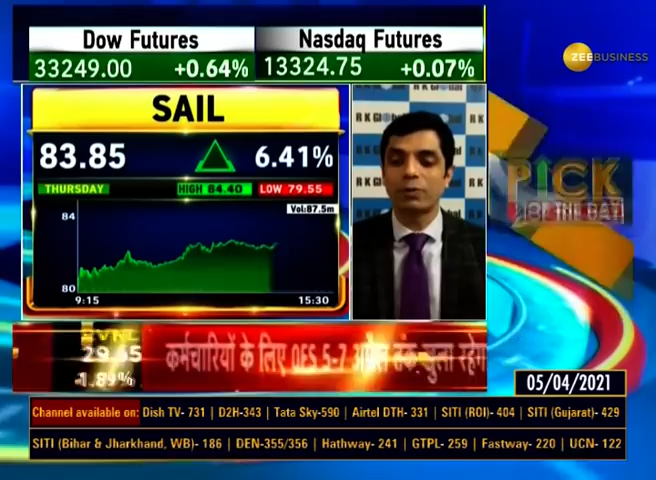 Dow Futures
33249.00 +0.64%
Nasdaq Futures
13324.75 +0.07%
ZEE BUSINESS
SAIL
83.85 6.41%
THURSDAY HIGH 84.40 LOW 79.55
Vol:87.5m
84
80
9:15 15:30
RK Global
PICK
OF THE DAY
29.65
-1.89%
कर्मचारियों के लिए OFS 5-7 अप्रैल तक खुला रहेगा
05/04/2021
Channel available on: Dish TV- 731 | D2H-343 | Tata Sky-590 | Airtel DTH- 331 | SITI (ROI)- 404 | SITI (Gujarat)- 429
SITI (Bihar & Jharkhand, WB)- 186 | DEN-355/356 | Hathway- 241 | GTPL- 259 | Fastway- 220 | UCN- 122